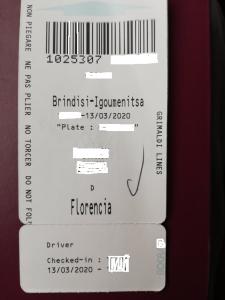 NON PIEGARE NE PAS PLIER NO TORCER DO NOT FOL
1025307
Brindisi-Igoumenitsa
-13/03/2020
"Plate : "
GRIMALDI LINES
D
Florencia
Driver
Checked-in :
13/03/2020 -